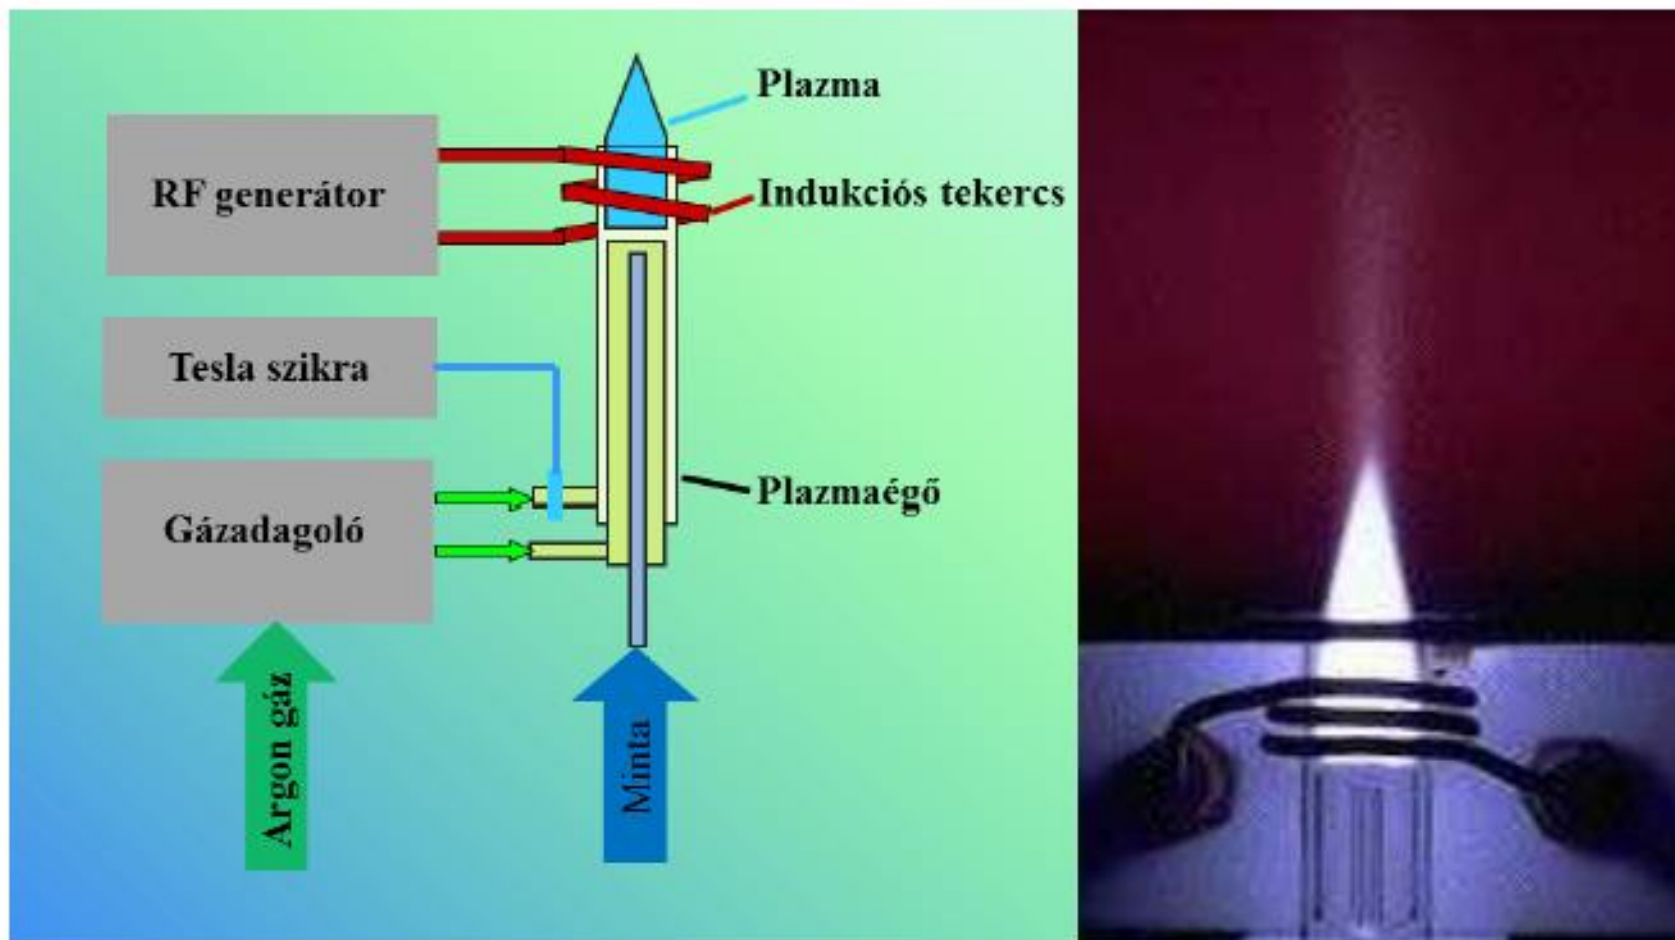 Plazma
RF generátor
Indukciós tekercs
Tesla szikra
Plazmaégő
Gázadagoló
Argon gáz
Minta